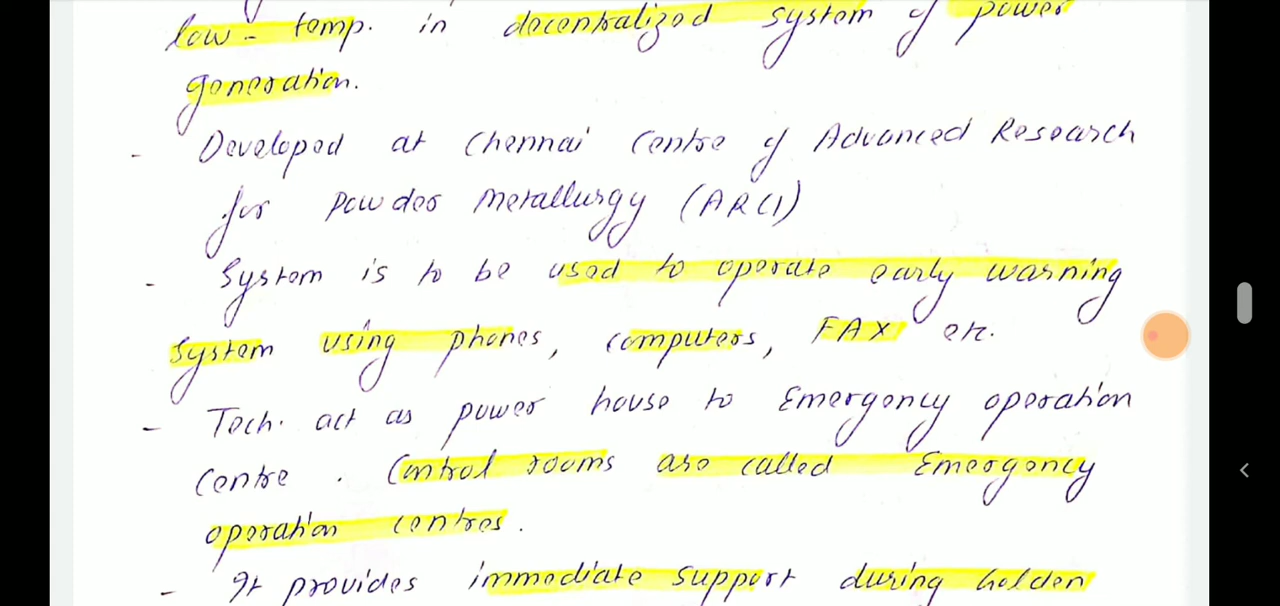 low- temp. in decentralized system of power
generation.
- Developed at Chennai Centre of Advanced Research
for Powder Metallurgy (ARCI)
- System is to be used to operate early warning
system using phones, computers, FAX etc.
- Tech. act as power house to Emergency operation
Centre. Control rooms are called Emergency
operation centres.
- It provides immediate support during Golden